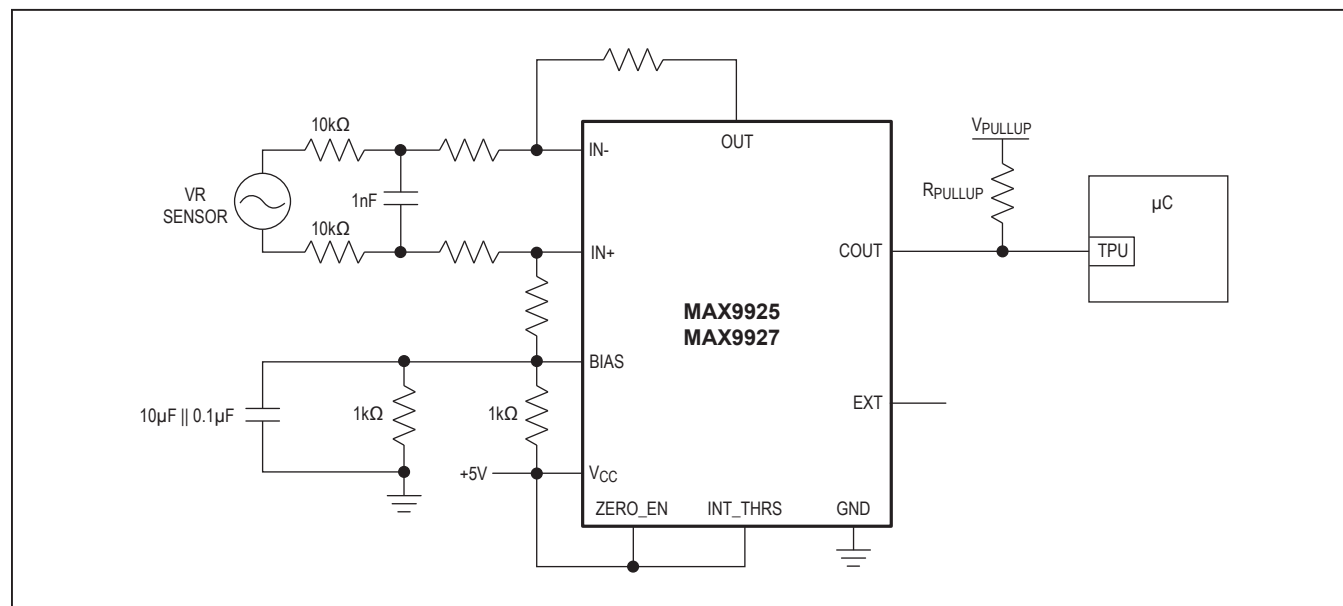 10kΩ
OUT
VPULLUP
IN-
RPULLUP
µC
VR
SENSOR
1nF
10kΩ
IN+
COUT
TPU
MAX9925
MAX9927
BIAS
10µF || 0.1µF
1kΩ
1kΩ
EXT
+5V
VCC
ZERO_EN
INT_THRS
GND